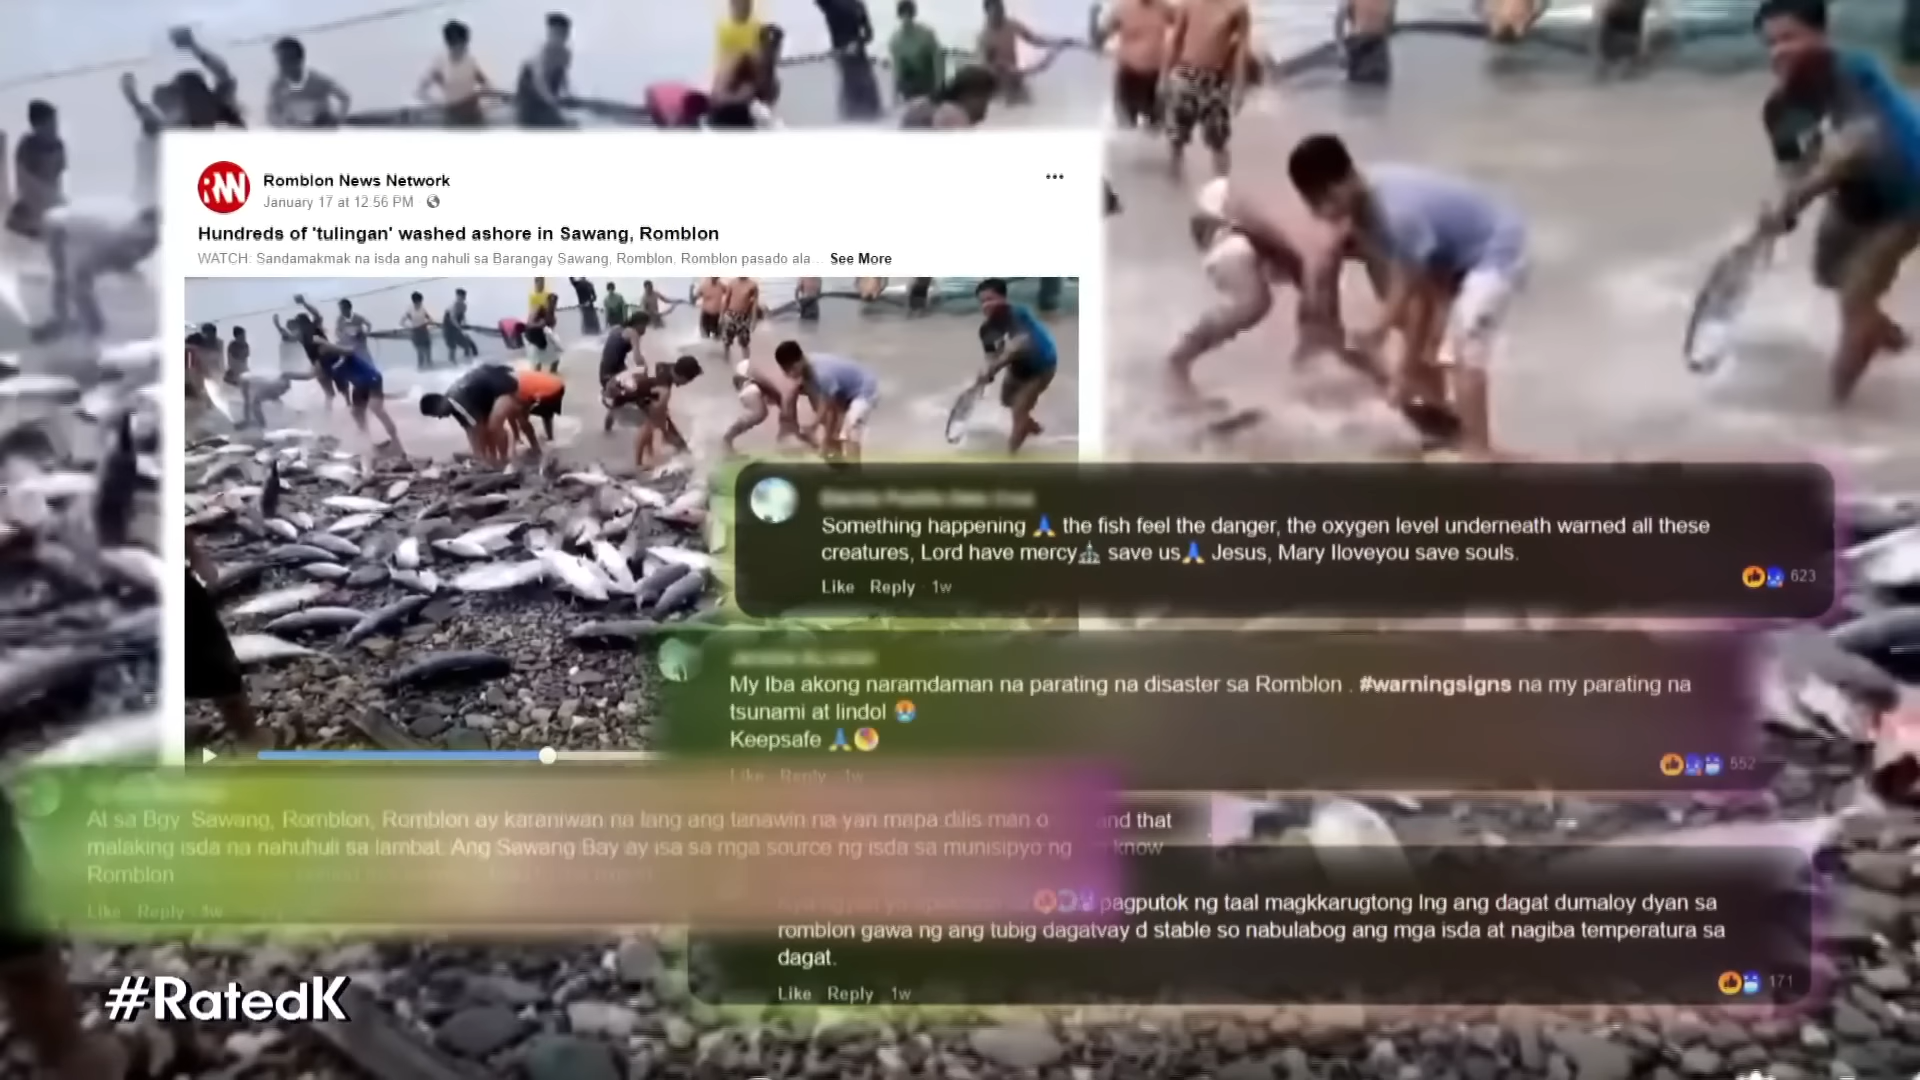 RNN
Romblon News Network
January 17 at 12:56 PM
Hundreds of 'tulingan' washed ashore in Sawang, Romblon
WATCH: Sandamakmak na isda ang nahuli sa Barangay Sawang, Romblon, Romblon pasado ala... See More
Something happening 🙏 the fish feel the danger, the oxygen level underneath warned all these
creatures, Lord have mercy⛪ save us🙏 Jesus, Mary Iloveyou save souls.
Like Reply 1w
623
My Iba akong naramdaman na parating na disaster sa Romblon . #warningsigns na my parating na
tsunami at lindol 😭
Keepsafe 🙏
Like Reply 1w
552
At sa Bgy Sawang, Romblon, Romblon ay karaniwan na lang ang tanawin na yan mapa dilis man o
malaking isda na nahuhuli sa lambat. Ang Sawang Bay ay isa sa mga source ng isda sa munisipyo ng
Romblon
Like Reply
and that
know
pagputok ng taal magkkarugtong lng ang dagat dumaloy dyan sa
romblon gawa ng ang tubig dagatvay d stable so nabulabog ang mga isda at nagiba temperatura sa
dagat.
Like Reply 1w
171
#RatedK